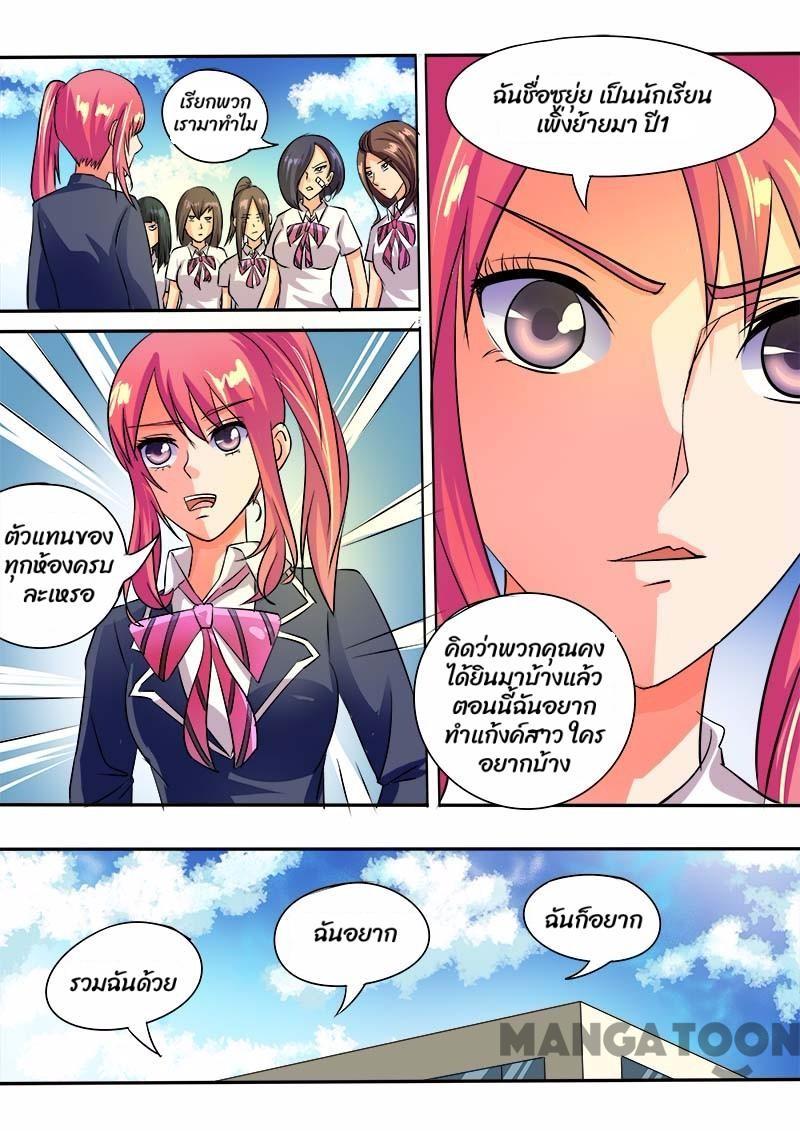 เรียกพวก
เรามาทำไม
ตัวแทนของ
ทุกห้องครบ
ละเหรอ
ฉันชื่อซูยุ่ย เป็นนักเรียน
เพิ่งย้ายมา ปี1
คิดว่าพวกคุณคง
ได้ยินมาบ้างแล้ว
ตอนนี้ฉันอยาก
ทำแก้งค์สาว ใคร
อยากบ้าง
รวมฉันด้วย
ฉันอยาก
ฉันก็อยาก
MANGATOON